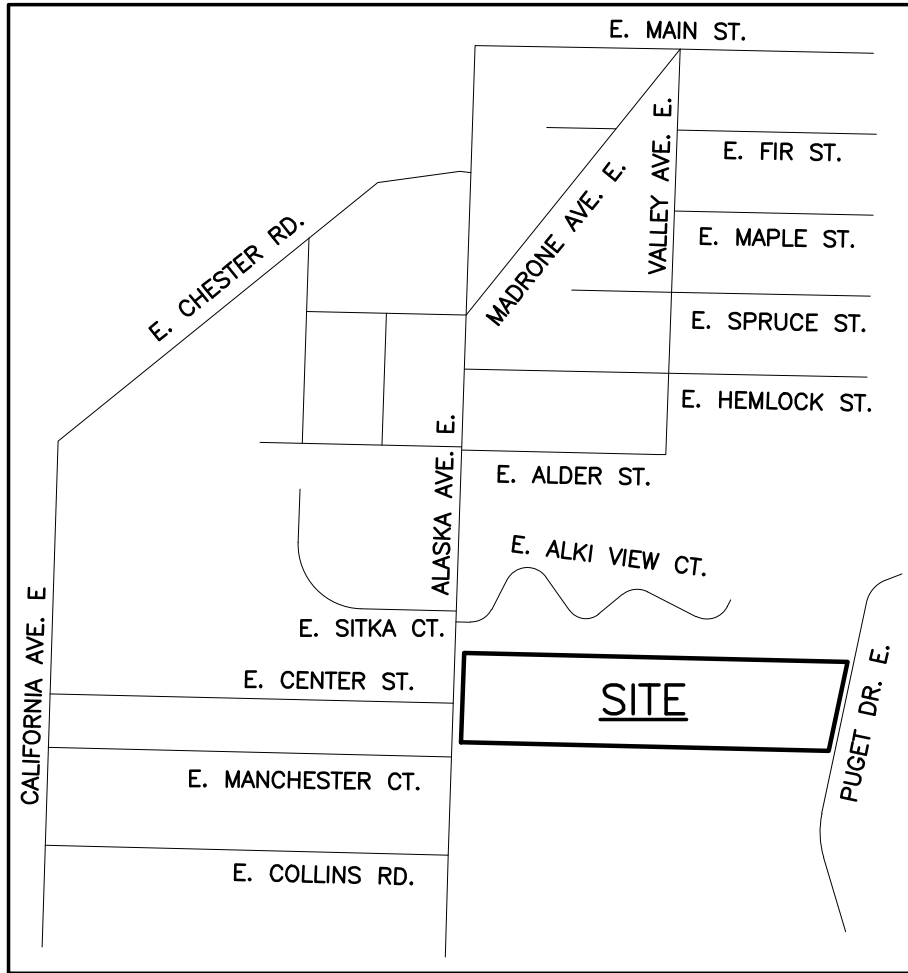 E. MAIN ST.
VALLEY AVE. E.
E. FIR ST.
MADRONE AVE. E.
E. CHESTER RD.
E. MAPLE ST.
E. SPRUCE ST.
E. HEMLOCK ST.
ALASKA AVE. E.
E. ALDER ST.
E. ALKI VIEW CT.
CALIFORNIA AVE. E
E. SITKA CT.
E. CENTER ST.
SITE
PUGET DR. E.
E. MANCHESTER CT.
E. COLLINS RD.